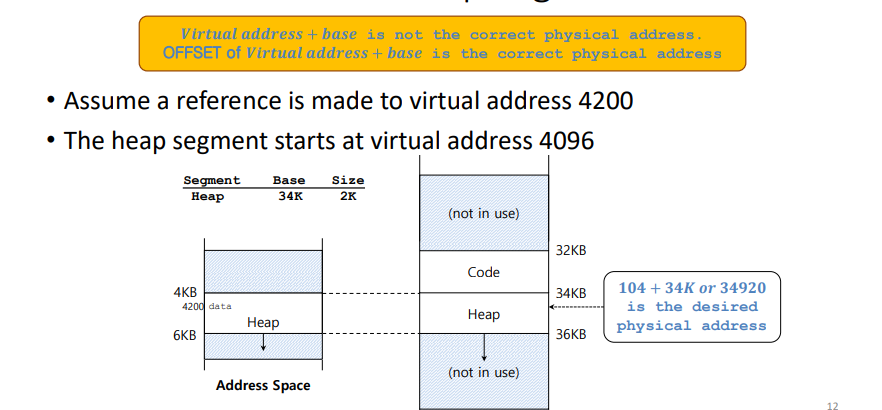 Virtual address + base is not the correct physical address.
OFFSET of Virtual address + base is the correct physical address
• Assume a reference is made to virtual address 4200
• The heap segment starts at virtual address 4096
Segment Base Size
Heap 34K 2K
(not in use)
32KB
Code
4KB
34KB
4200 data
Heap
Heap
6KB
36KB
104 + 34K or 34920
is the desired
physical address
(not in use)
Address Space
12